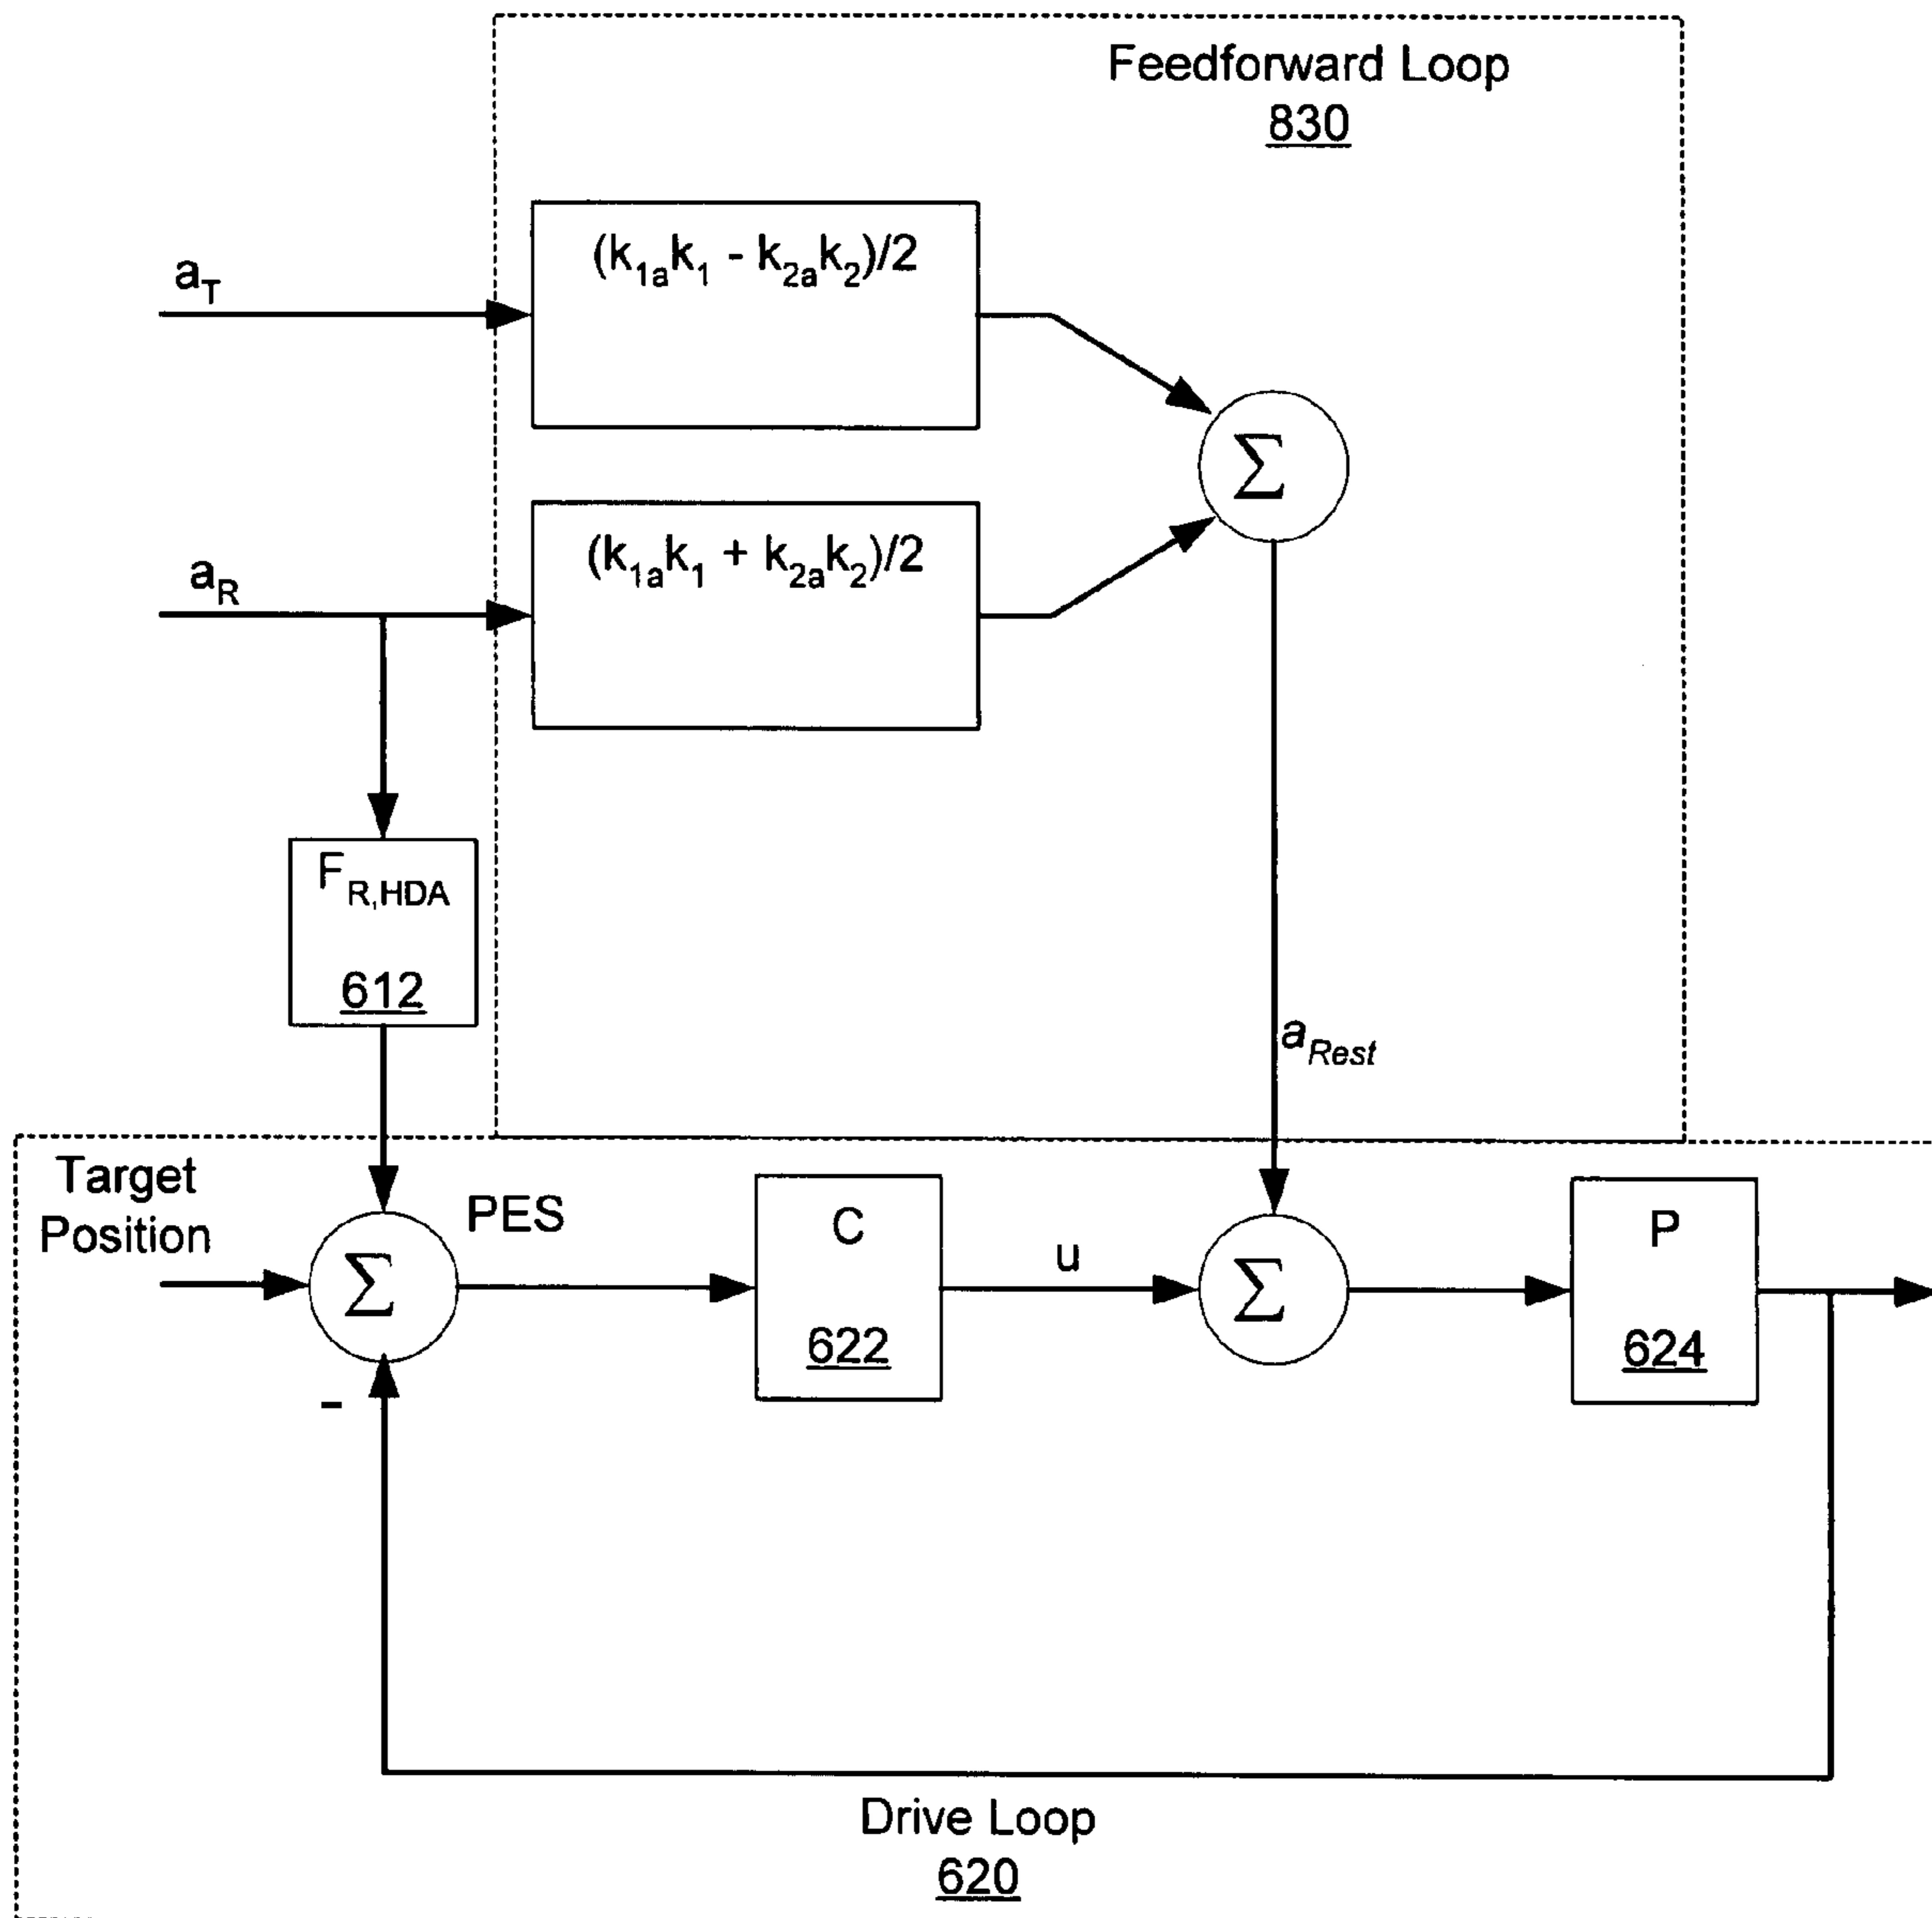 Feedforward Loop
830
a_T
(k_1a k_1 - k_2a k_2)/2
a_R
(k_1a k_1 + k_2a k_2)/2
Σ
F_R,HDA
612
a_Rest
Target
Position
Σ
PES
C
622
u
Σ
P
624
-
Drive Loop
620